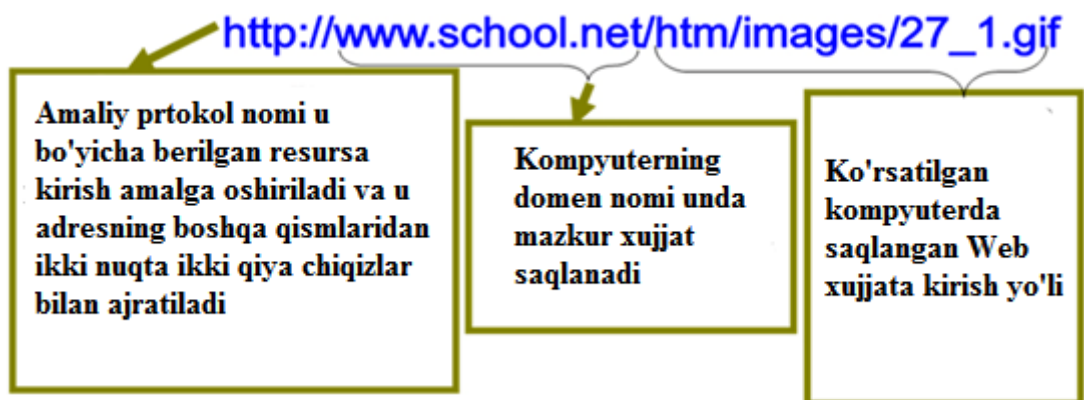 http://www.school.net/htm/images/27_1.gif
Amaliy prtokol nomi u
bo'yicha berilgan resursa
kirish amalga oshiriladi va u
adresning boshqa qismlaridan
ikki nuqta ikki qiya chiqizlar
bilan ajratiladi
Kompyuterning
domen nomi unda
mazkur xujjat
saqlanadi
Ko'rsatilgan
kompyuterda
saqlangan Web
xujjata kirish yo'li